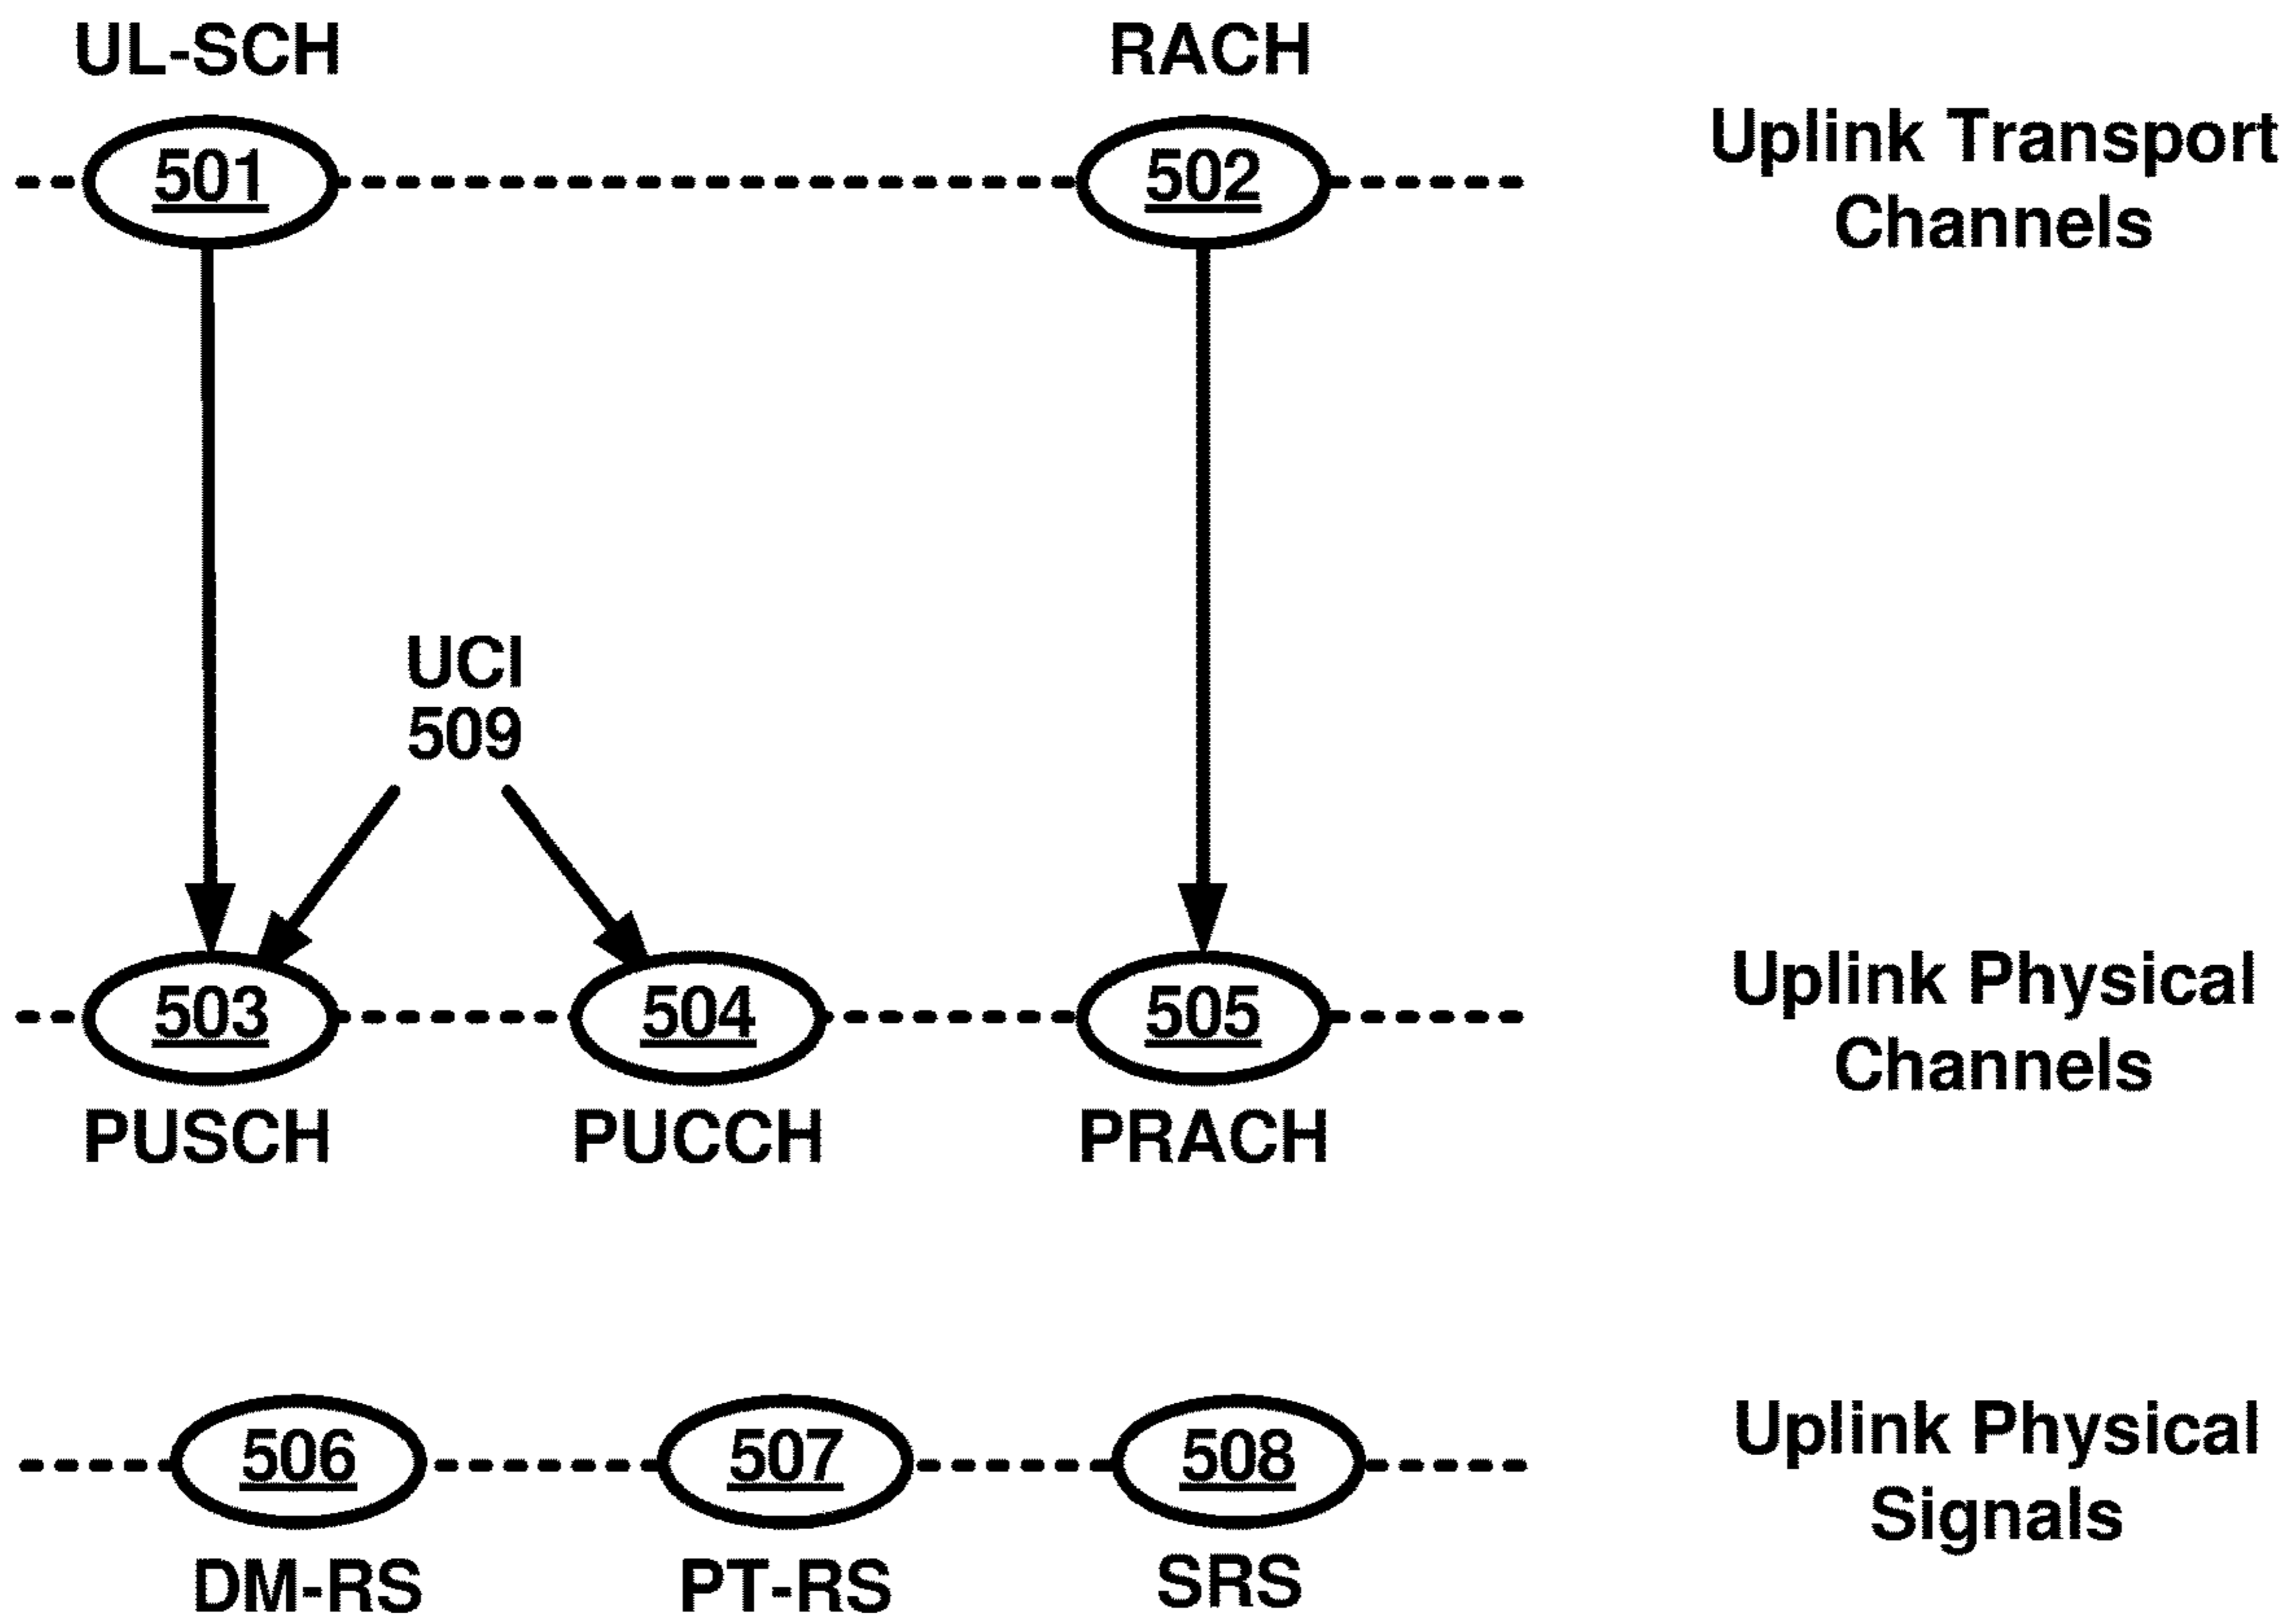 UL-SCH
RACH
501
502
Uplink Transport
Channels
UCI
509
503
504
505
Uplink Physical
Channels
PUSCH
PUCCH
PRACH
506
507
508
Uplink Physical
Signals
DM-RS
PT-RS
SRS